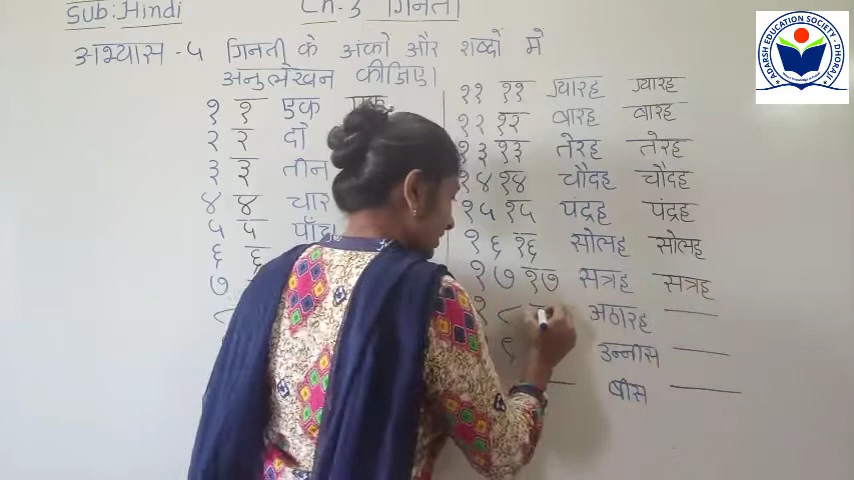 Sub: Hindi
Ch-3 गिनती
अभ्यास - ५ गिनती के अंकों और शब्दों में
अनुलेखन कीजिए।
१ १ एक एक
२ २ दो
३ ३ तीन
४ ४ चार
५ ५ पाँच
६ ६
७
११ ११ ग्यारह ग्यारह
१२ १२ बारह बारह
१३ १३ तेरह तेरह
१४ १४ चौदह चौदह
१५ १५ पंद्रह पंद्रह
१६ १६ सोलह सोलह
१७ १७ सत्रह सत्रह
१८ अठारह
९ उन्नीस
बीस
ADARSH EDUCATION SOCIETY - DHORAJI